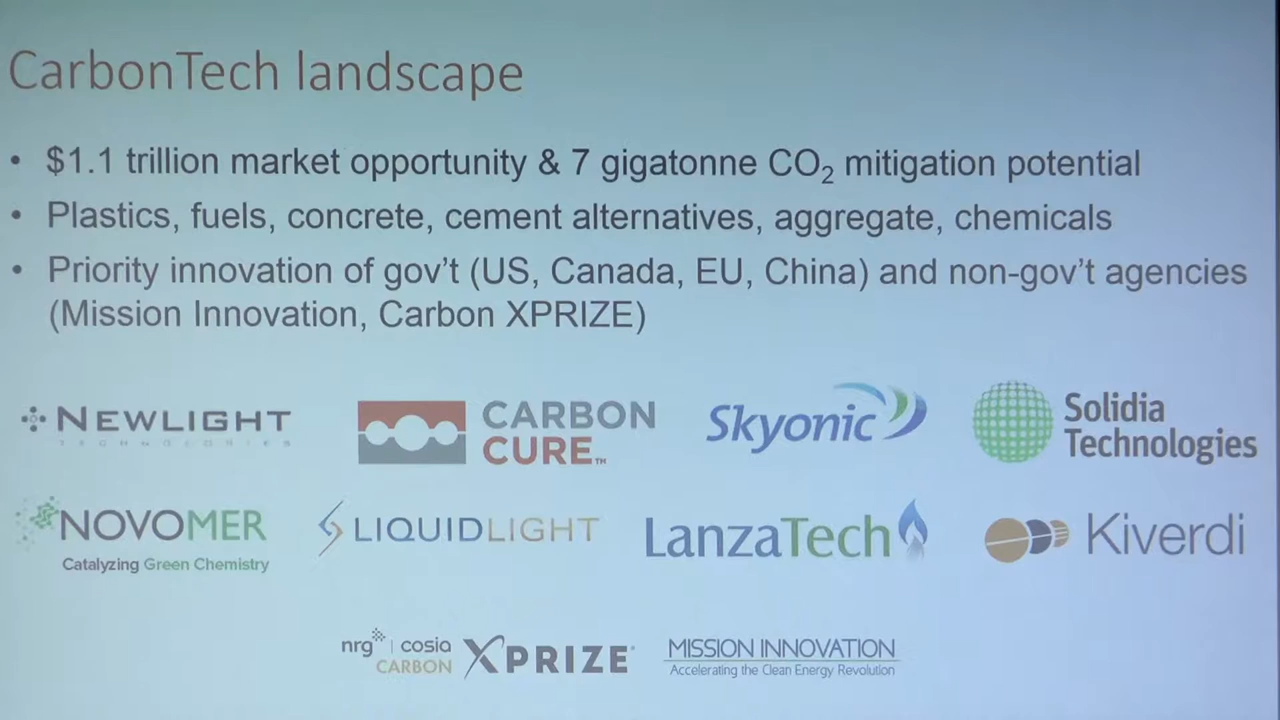 CarbonTech landscape
• $1.1 trillion market opportunity & 7 gigatonne CO₂ mitigation potential
• Plastics, fuels, concrete, cement alternatives, aggregate, chemicals
• Priority innovation of gov't (US, Canada, EU, China) and non-gov't agencies
(Mission Innovation, Carbon XPRIZE)
NEWLIGHT
TECHNOLOGIES
CARBON
CURE™
Skyonic
Solidia
Technologies
NOVOMER
Catalyzing Green Chemistry
LIQUIDLIGHT
LanzaTech
Kiverdi
nrg | cosia
CARBON
XPRIZE
MISSION INNOVATION
Accelerating the Clean Energy Revolution